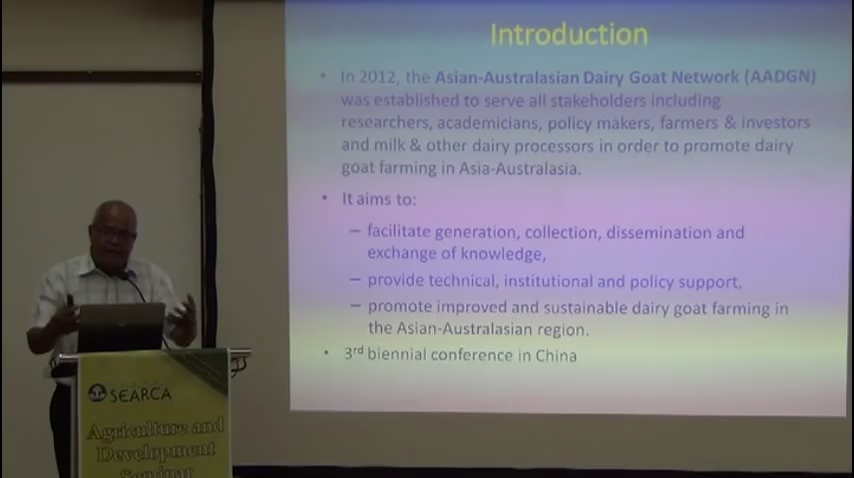 Introduction
• In 2012, the Asian-Australasian Dairy Goat Network (AADGN)
was established to serve all stakeholders including
researchers, academicians, policy makers, farmers & investors
and milk & other dairy processors in order to promote dairy
goat farming in Asia-Australasia.
• It aims to:
– facilitate generation, collection, dissemination and
exchange of knowledge,
– provide technical, institutional and policy support,
– promote improved and sustainable dairy goat farming in
the Asian-Australasian region.
• 3rd biennial conference in China
SEARCA
Agriculture and
Development
Seminar